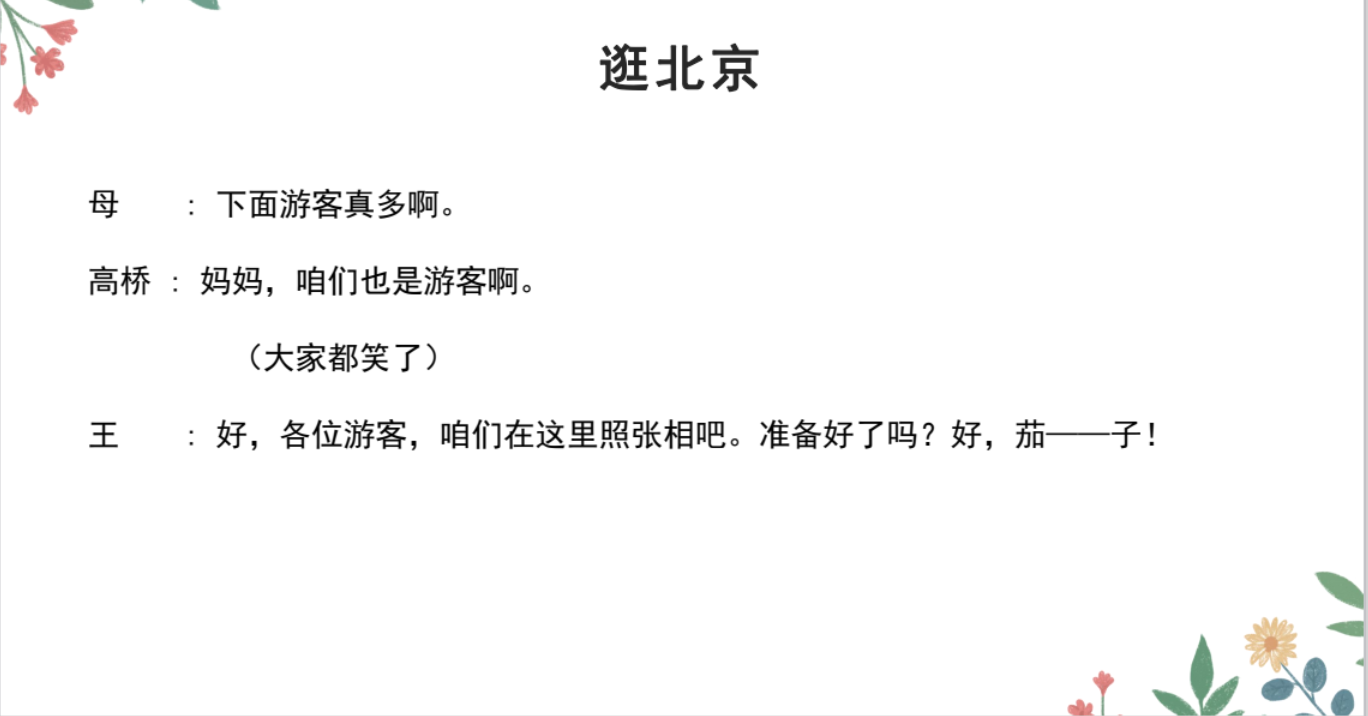 逛北京
母 : 下面游客真多啊。
高桥 : 妈妈，咱们也是游客啊。
（大家都笑了）
王 : 好，各位游客，咱们在这里照张相吧。准备好了吗？好，茄——子！